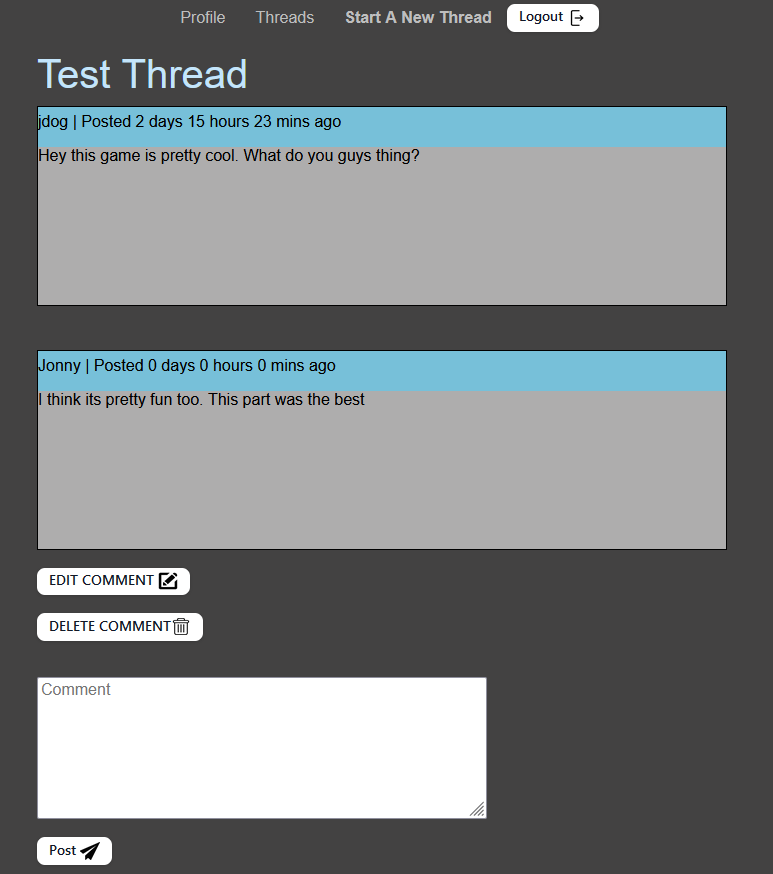 Profile Threads Start A New Thread Logout
Test Thread
jdog | Posted 2 days 15 hours 23 mins ago
Hey this game is pretty cool. What do you guys thing?
Jonny | Posted 0 days 0 hours 0 mins ago
I think its pretty fun too. This part was the best
EDIT COMMENT
DELETE COMMENT
Comment
Post